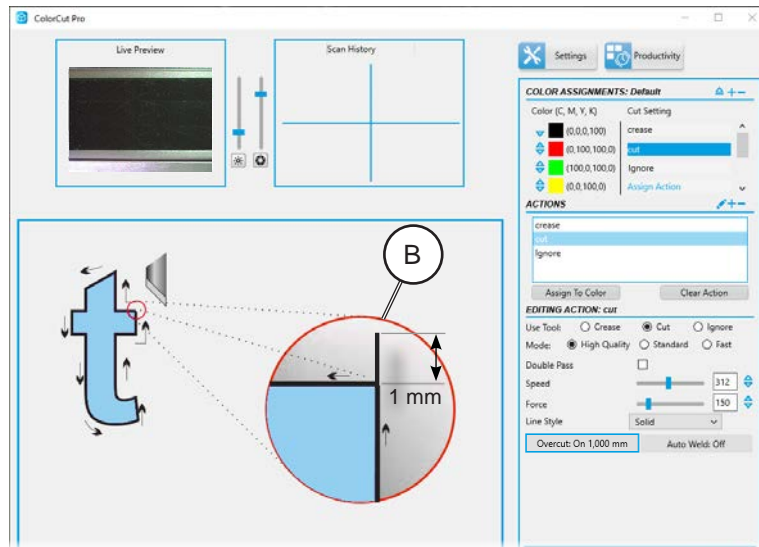 ColorCut Pro
Live Preview
Scan History
Settings
Productivity
COLOR ASSIGNMENTS: Default
Color (C, M, Y, K) Cut Setting
(0,0,0,100) crease
(0,100,100,0) cut
(100,0,100,0) Ignore
(0,0,100,0) Assign Action
ACTIONS
crease
cut
Ignore
Assign To Color Clear Action
EDITING ACTION: cut
Use Tool: Crease Cut Ignore
Mode: High Quality Standard Fast
Double Pass
Speed 312
Force 150
Line Style Solid
Overcut: On 1,000 mm Auto Weld: Off
B
t
1 mm